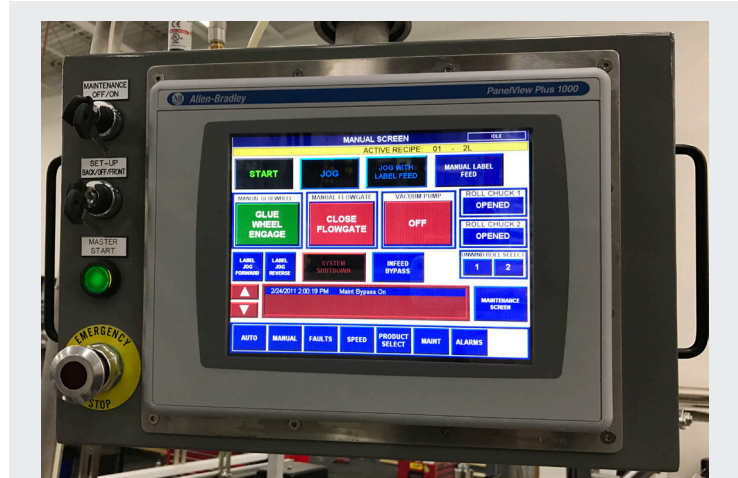 CE
MAINTENANCE
OFF/ON
SET-UP
BACK/OFF/FRONT
MASTER
START
EMERGENCY
STOP
AB Allen-Bradley
PanelView Plus 1000
MANUAL SCREEN
IDLE
ACTIVE RECIPE: 01 - 2L
START
JOG
JOG WITH
LABEL FEED
MANUAL LABEL
FEED
MANUAL GLUEWHEEL
GLUE
WHEEL
ENGAGE
MANUAL FLOWGATE
CLOSE
FLOWGATE
VACUUM PUMP
OFF
ROLL CHUCK 1
OPENED
ROLL CHUCK 2
OPENED
UNWIND ROLL SELECT
1 2
LABEL
JOG
FORWARD
LABEL
JOG
REVERSE
SYSTEM
SHUTDOWN
INFEED
BYPASS
2/24/2011 2:00:19 PM Maint Bypass On
MAINTENANCE
SCREEN
AUTO
MANUAL
FAULTS
SPEED
PRODUCT
SELECT
MAINT
ALARMS